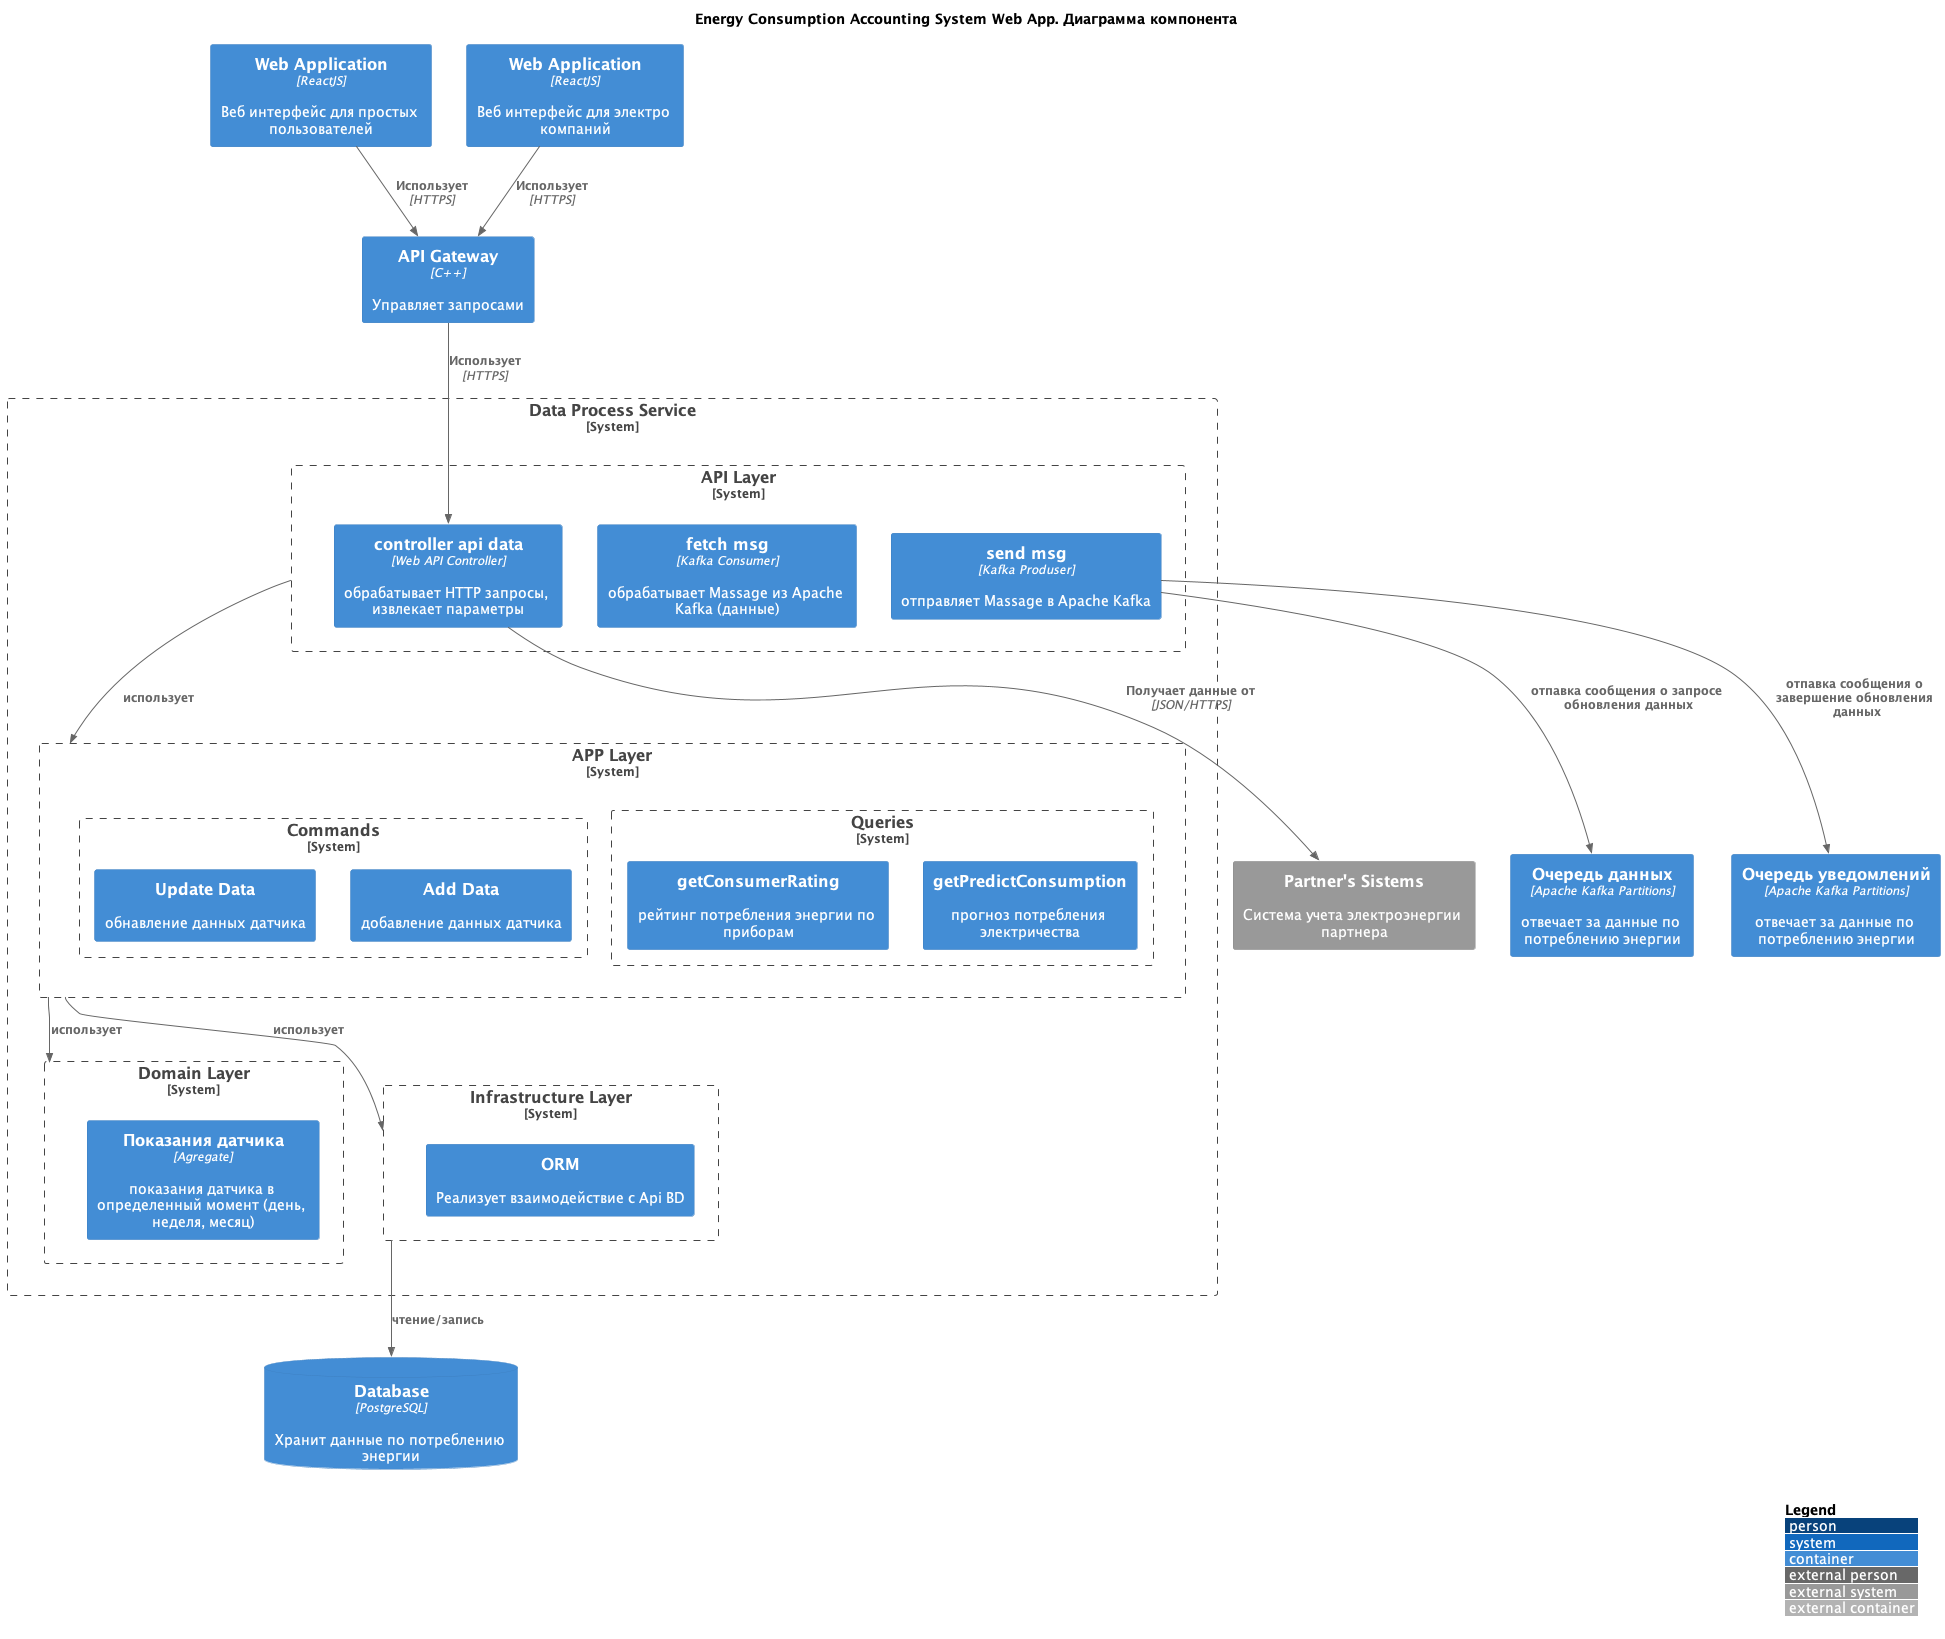 Energy Consumption Accounting System Web App. Диаграмма компонента
Web Application
[ReactJS]
Веб интерфейс для простых
пользователей
Web Application
[ReactJS]
Веб интерфейс для электро
компаний
Использует
[HTTPS]
Использует
[HTTPS]
API Gateway
[C++]
Управляет запросами
Использует
[HTTPS]
Data Process Service
[System]
API Layer
[System]
controller api data
[Web API Controller]
обрабатывает HTTP запросы,
извлекает параметры
fetch msg
[Kafka Consumer]
обрабатывает Massage из Apache
Kafka (данные)
send msg
[Kafka Produser]
отправляет Massage в Apache Kafka
использует
Получает данные от
[JSON/HTTPS]
отпавка сообщения о запросе
обновления данных
отпавка сообщения о
завершение обновления
данных
APP Layer
[System]
Commands
[System]
Update Data
обнавление данных датчика
Add Data
добавление данных датчика
Queries
[System]
getConsumerRating
рейтинг потребления энергии по
приборам
getPredictConsumption
прогноз потребления
электричества
Partner's Sistems
Система учета электроэнергии
партнера
Очередь данных
[Apache Kafka Partitions]
отвечает за данные по
потреблению энергии
Очередь уведомлений
[Apache Kafka Partitions]
отвечает за данные по
потреблению энергии
использует
использует
Domain Layer
[System]
Показания датчика
[Agregate]
показания датчика в
определенный момент (день,
неделя, месяц)
Infrastructure Layer
[System]
ORM
Реализует взаимодействие с Api BD
чтение/запись
Database
[PostgreSQL]
Хранит данные по потреблению
энергии
Legend
person
system
container
external person
external system
external container